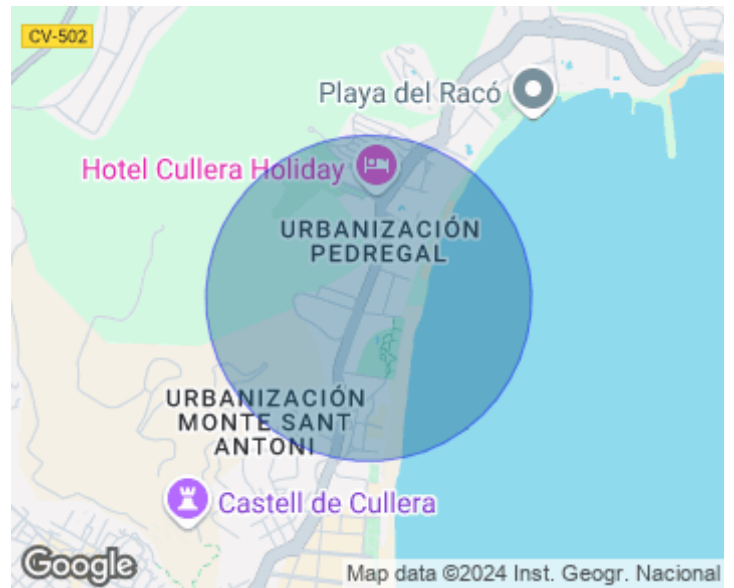 CV-502
Playa del Racó
Hotel Cullera Holiday
URBANIZACIÓN
PEDREGAL
URBANIZACIÓN
MONTE SANT
ANTONI
Castell de Cullera
Google
Map data ©2024 Inst. Geogr. Nacional